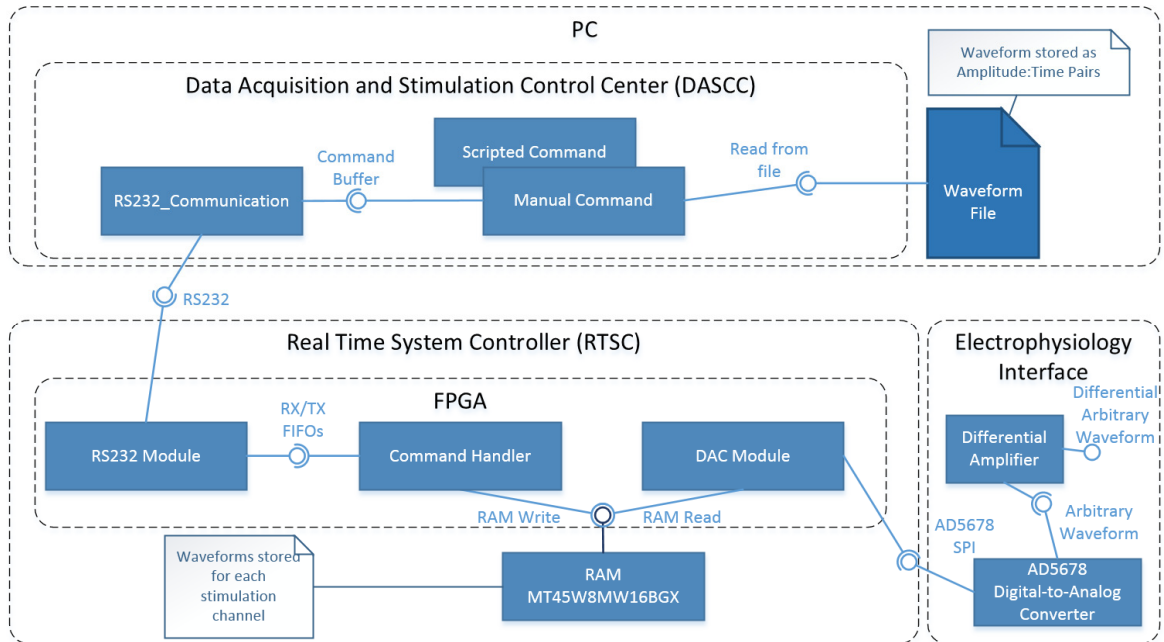 PC
Waveform stored as
Amplitude:Time Pairs
Data Acquisition and Stimulation Control Center (DASCC)
Scripted Command
Command
Buffer
Read from
file
RS232_Communication
Manual Command
Waveform
File
RS232
Real Time System Controller (RTSC)
Electrophysiology
Interface
FPGA
RX/TX
FIFOs
Differential
Arbitrary
Waveform
RS232 Module
Command Handler
DAC Module
Differential
Amplifier
RAM Write
RAM Read
AD5678
SPI
Arbitrary
Waveform
Waveforms stored
for each
stimulation
channel
RAM
MT45W8MW16BGX
AD5678
Digital-to-Analog
Converter